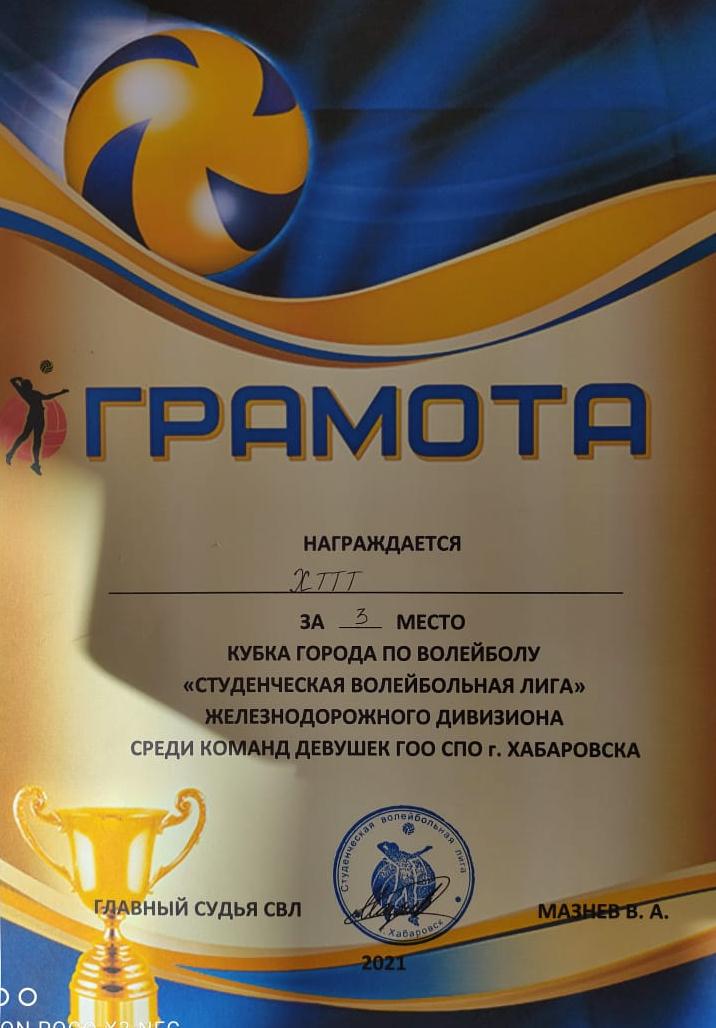 ГРАМОТА
НАГРАЖДАЕТСЯ
ХТТТ
ЗА 3 МЕСТО
КУБКА ГОРОДА ПО ВОЛЕЙБОЛУ
«СТУДЕНЧЕСКАЯ ВОЛЕЙБОЛЬНАЯ ЛИГА»
ЖЕЛЕЗНОДОРОЖНОГО ДИВИЗИОНА
СРЕДИ КОМАНД ДЕВУШЕК ГОО СПО г. ХАБАРОВСКА
Студенческая волейбольная лига
г. Хабаровск
ГЛАВНЫЙ СУДЬЯ СВЛ
МАЗНЕВ В. А.
2021